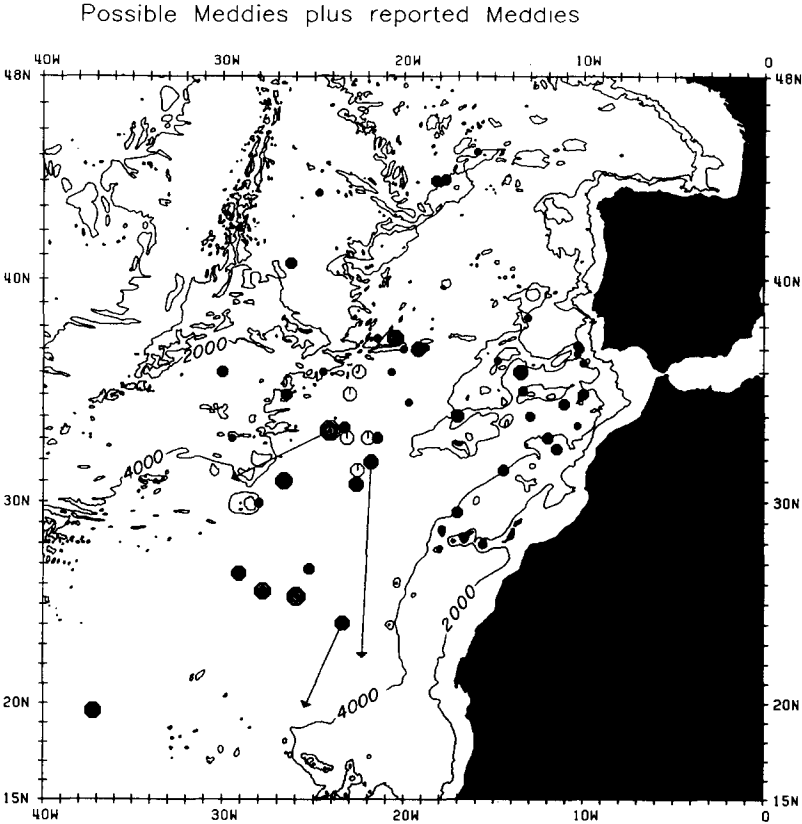 Possible Meddies plus reported Meddies
40W 30W 20W 10W 0
48N 48N
40N 40N
2000
4000
30N 30N
2000
4000
20N 20N
15N 15N
40W 30W 20W 10W 0